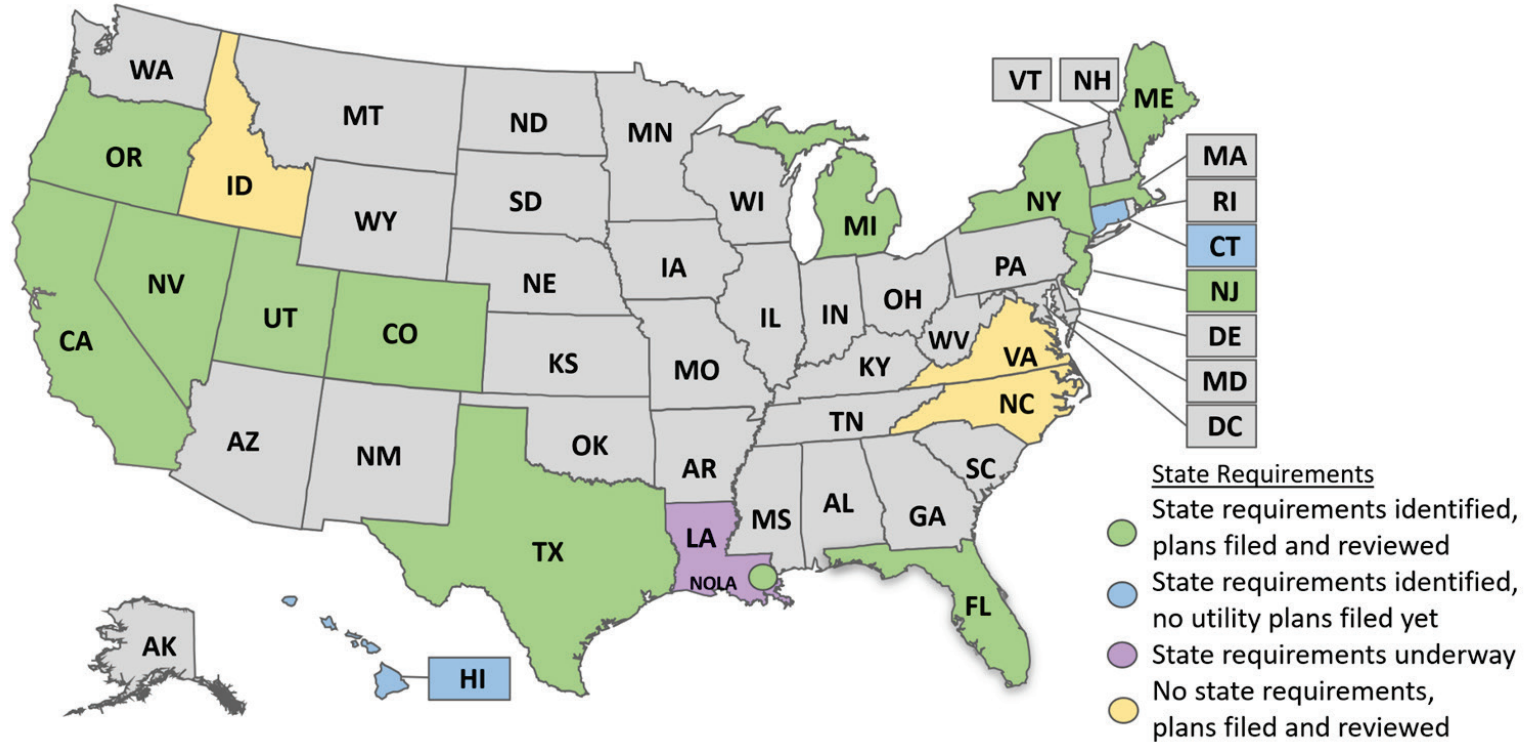 WA
MT
ND
MN
VT
NH
ME
OR
ID
SD
WI
MI
NY
MA
RI
CT
NJ
DE
MD
DC
WY
NV
UT
CO
NE
IA
IL
IN
OH
PA
CA
KS
MO
KY
WV
VA
NC
TN
AZ
NM
OK
AR
SC
MS
AL
GA
TX
LA
NOLA
FL
AK
HI
State Requirements
State requirements identified,
plans filed and reviewed
State requirements identified,
no utility plans filed yet
State requirements underway
No state requirements,
plans filed and reviewed